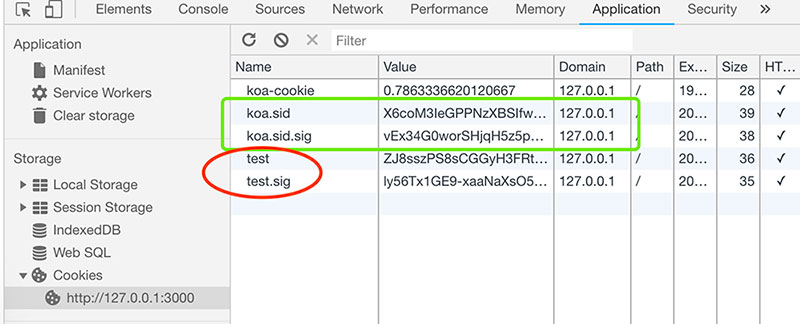 Elements Console Sources Network Performance Memory Application Security »
Application
Manifest
Service Workers
Clear storage
Storage
Local Storage
Session Storage
IndexedDB
Web SQL
Cookies
http://127.0.0.1:3000
Filter
Name Value Domain Path Ex... Size HT...
koa-cookie 0.7863336620120667 127.0.0.1 / 19... 28 ✓
koa.sid X6coM3IeGPPNzXBSIfw... 127.0.0.1 / 20... 39 ✓
koa.sid.sig vEx34G0worSHjqH5z5p... 127.0.0.1 / 20... 38 ✓
test ZJ8sszPS8sCGGyH3FRt... 127.0.0.1 / 20... 36 ✓
test.sig ly56Tx1GE9-xaaNaXsO5... 127.0.0.1 / 20... 35 ✓